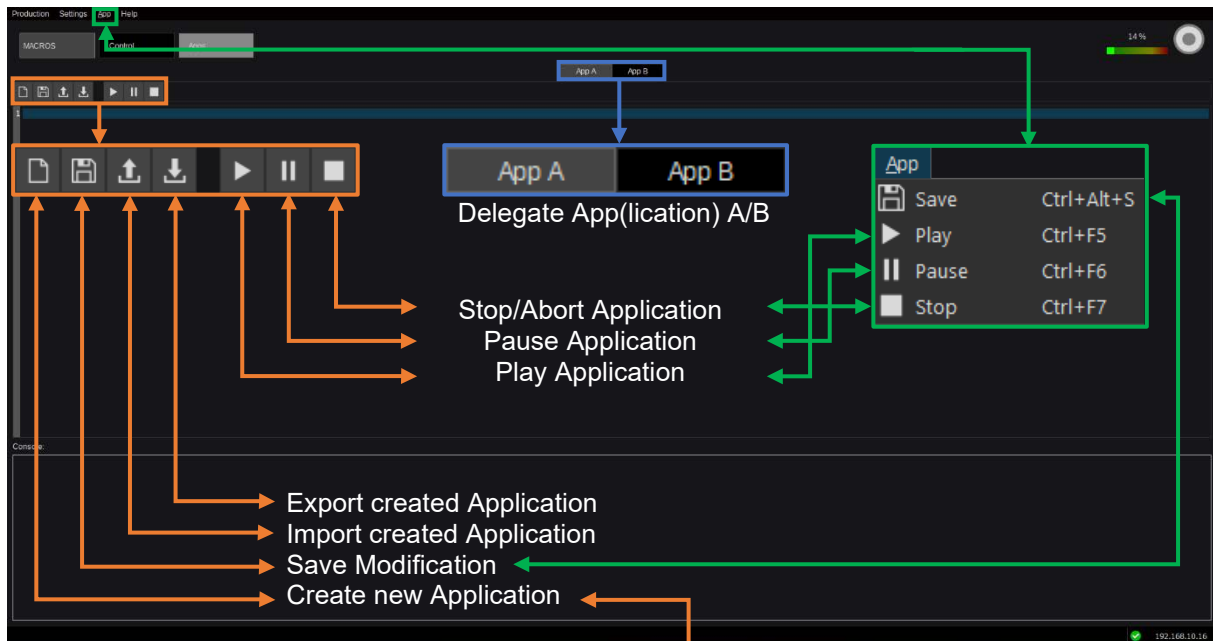 Production Settings App Help
MACROS Control Apps: 14 %
App A App B
1
App A App B
Delegate App(lication) A/B
App
Save Ctrl+Alt+S
Play Ctrl+F5
Pause Ctrl+F6
Stop Ctrl+F7
Stop/Abort Application
Pause Application
Play Application
Console:
Export created Application
Import created Application
Save Modification
Create new Application
192.168.10.16